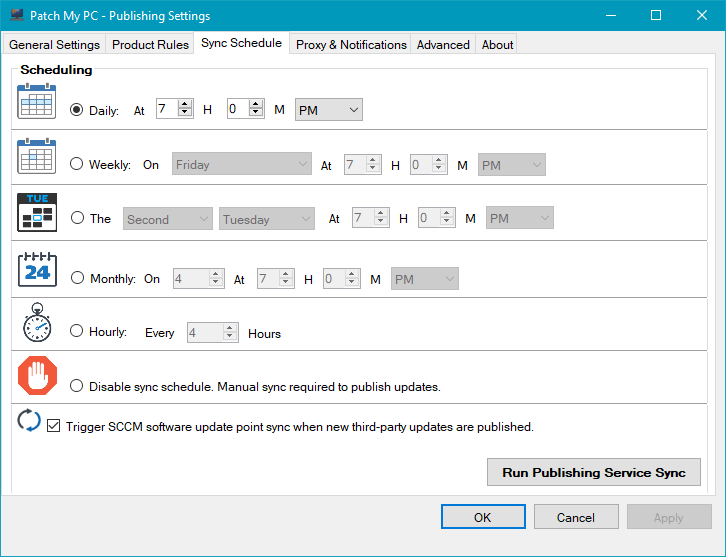 Patch My PC - Publishing Settings
General Settings Product Rules Sync Schedule Proxy & Notifications Advanced About
Scheduling
Daily: At 7 H 0 M PM
Weekly: On Friday At 7 H 0 M PM
TUE
The Second Tuesday At 7 H 0 M PM
24
Monthly: On 4 At 7 H 0 M PM
Hourly: Every 4 Hours
Disable sync schedule. Manual sync required to publish updates.
Trigger SCCM software update point sync when new third-party updates are published.
Run Publishing Service Sync
OK Cancel Apply